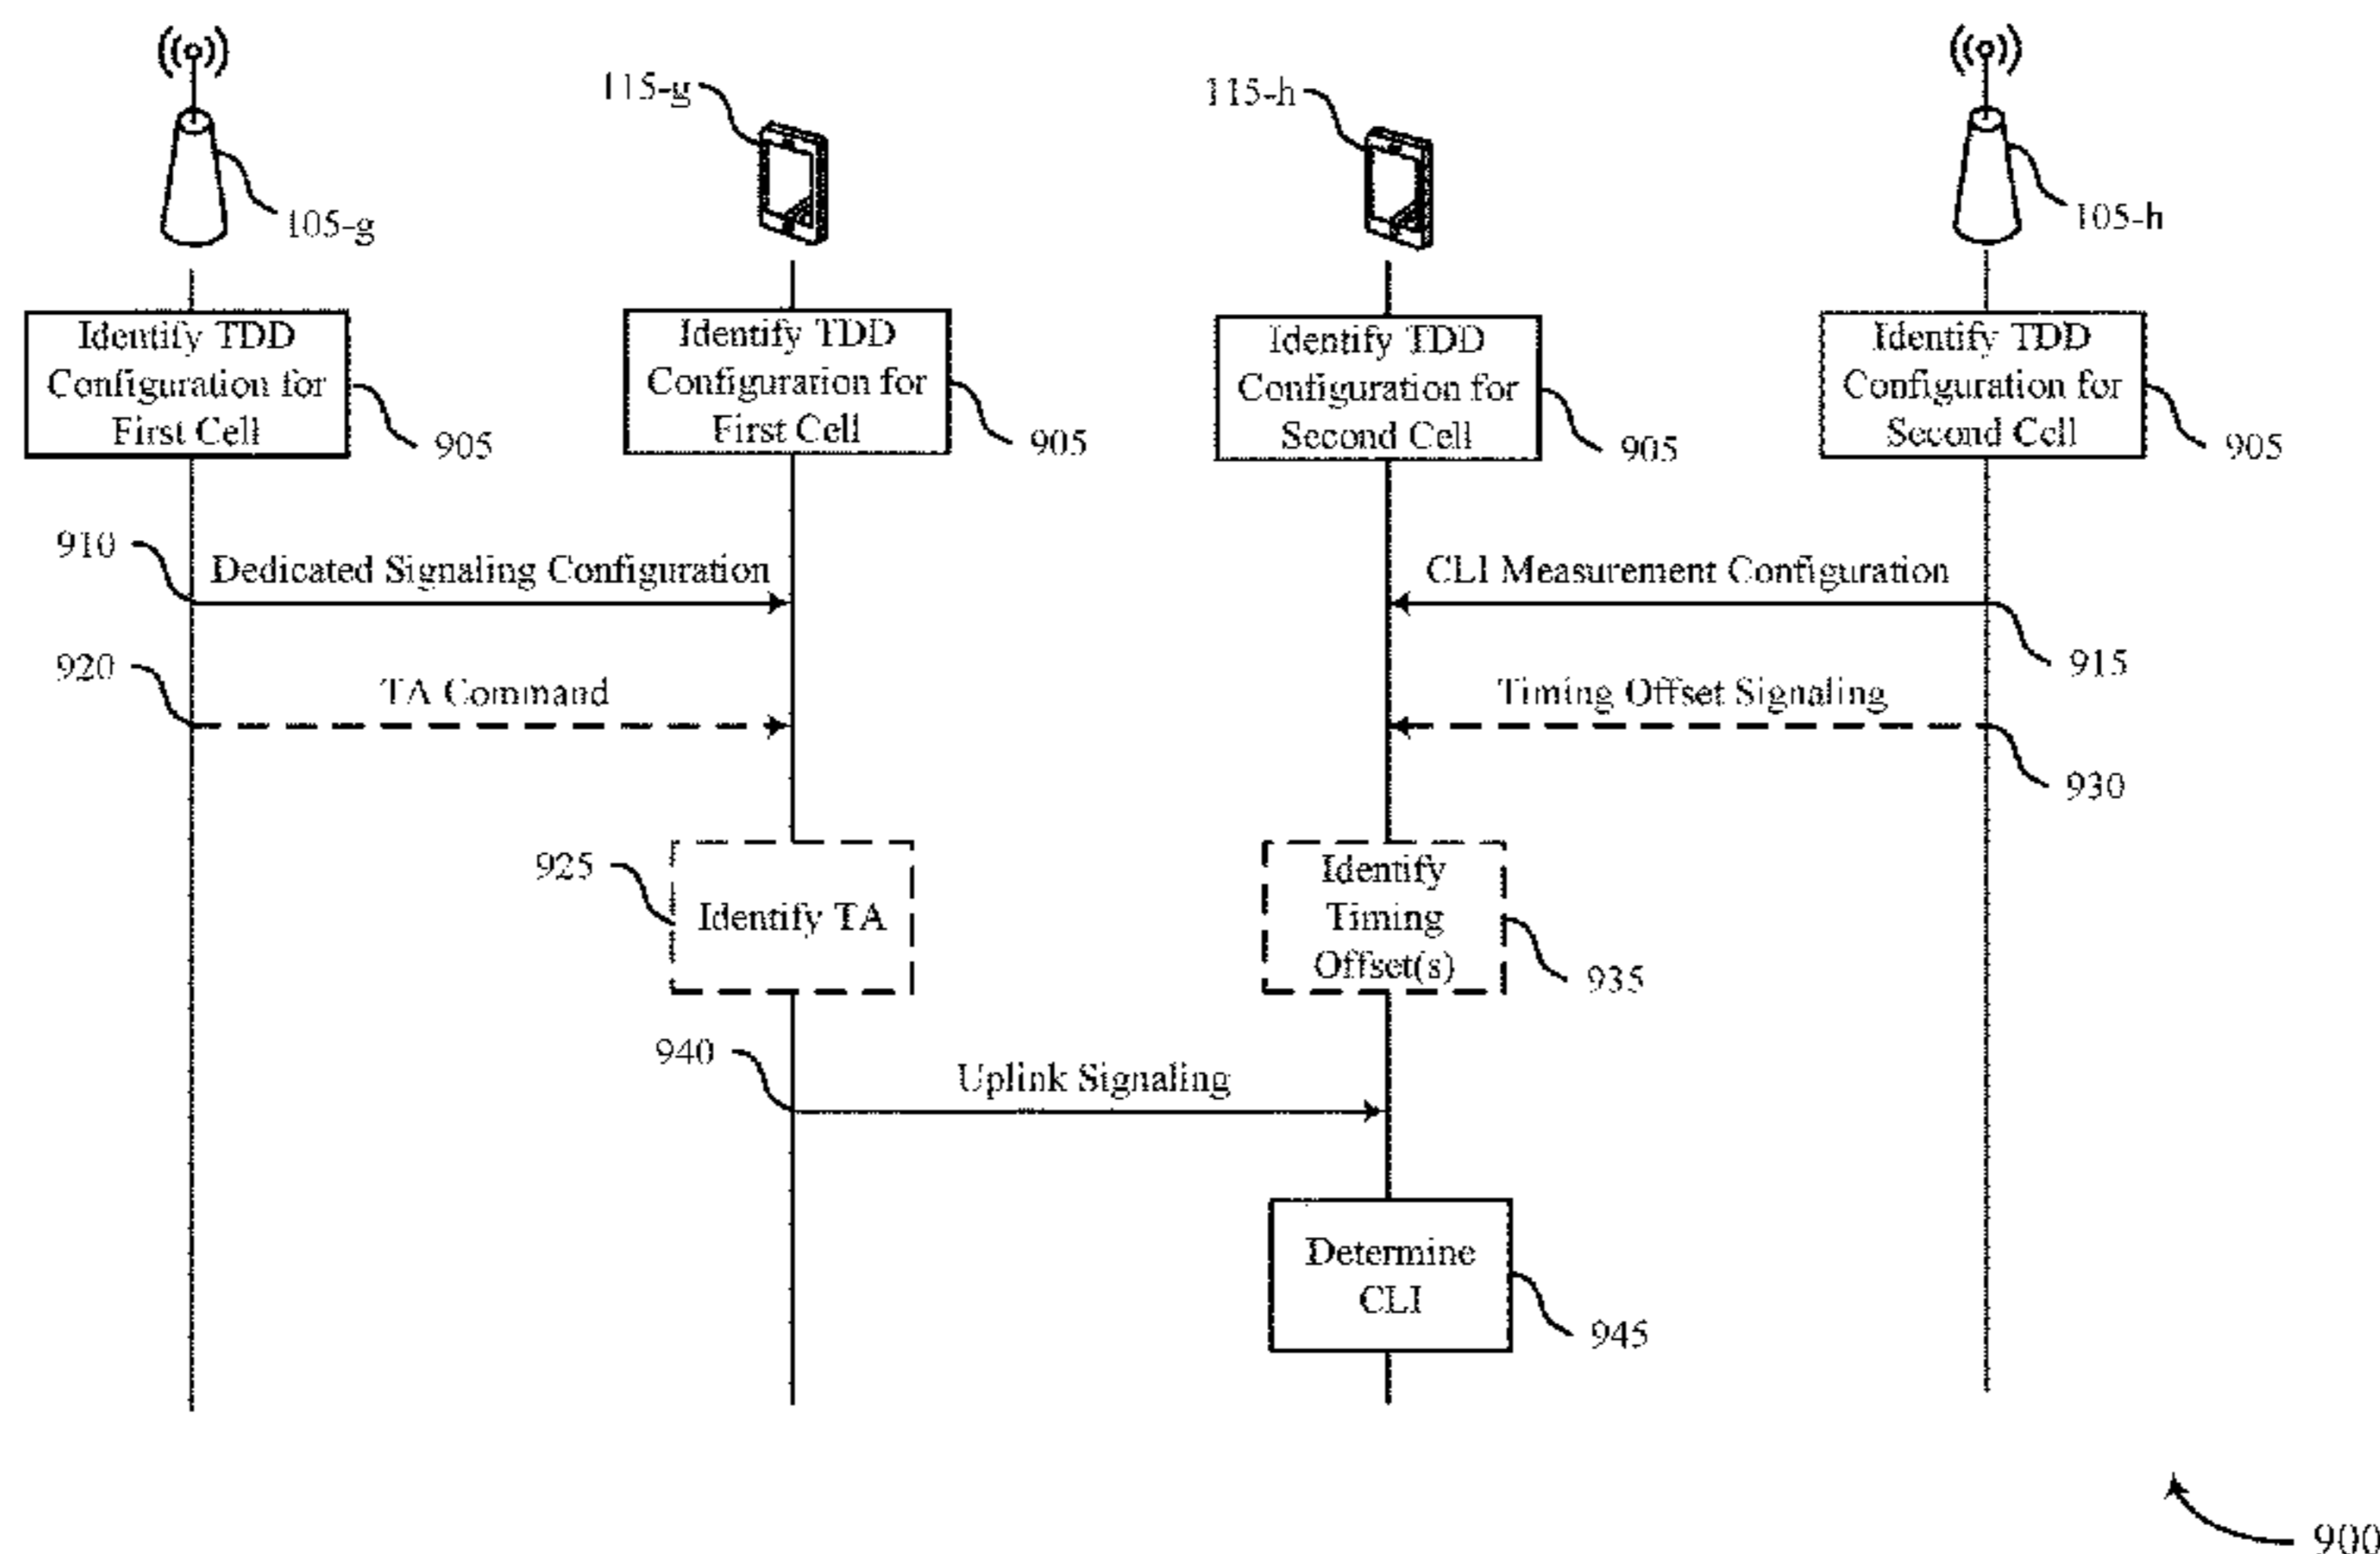 115-g
115-h
105-g
105-h
Identify TDD
Configuration for
First Cell
905
Identify TDD
Configuration for
First Cell
905
Identify TDD
Configuration for
Second Cell
905
Identify TDD
Configuration for
Second Cell
905
910
Dedicated Signaling Configuration
CLI Measurement Configuration
915
920
TA Command
Timing Offset Signaling
930
925
Identify TA
Identify
Timing
Offset(s)
935
940
Uplink Signaling
Determine
CLI
945
900